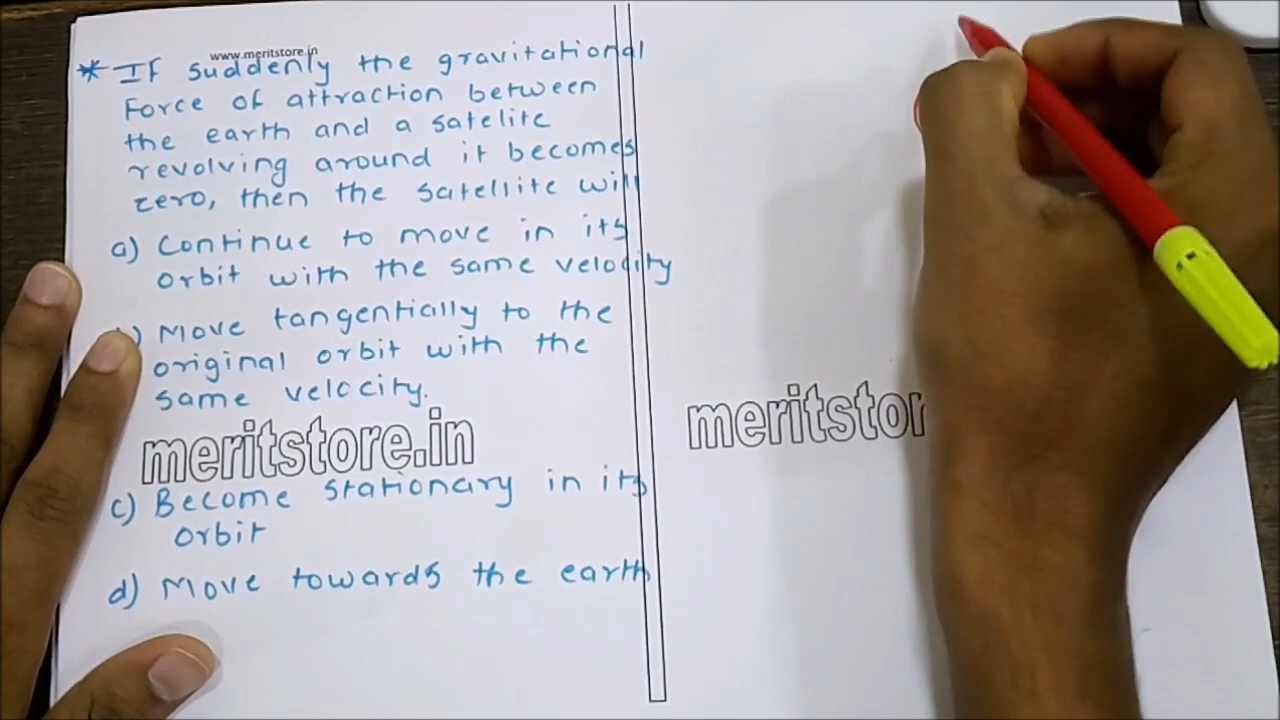 www.meritstore.in
* If suddenly the gravitational
Force of attraction between
the earth and a satelite
revolving around it becomes
zero, then the satellite will
a) Continue to move in its
orbit with the same velocity
) Move tangentially to the
original orbit with the
same velocity.
meritstore.in
meritstor
c) Become stationary in its
orbit
d) Move towards the earth